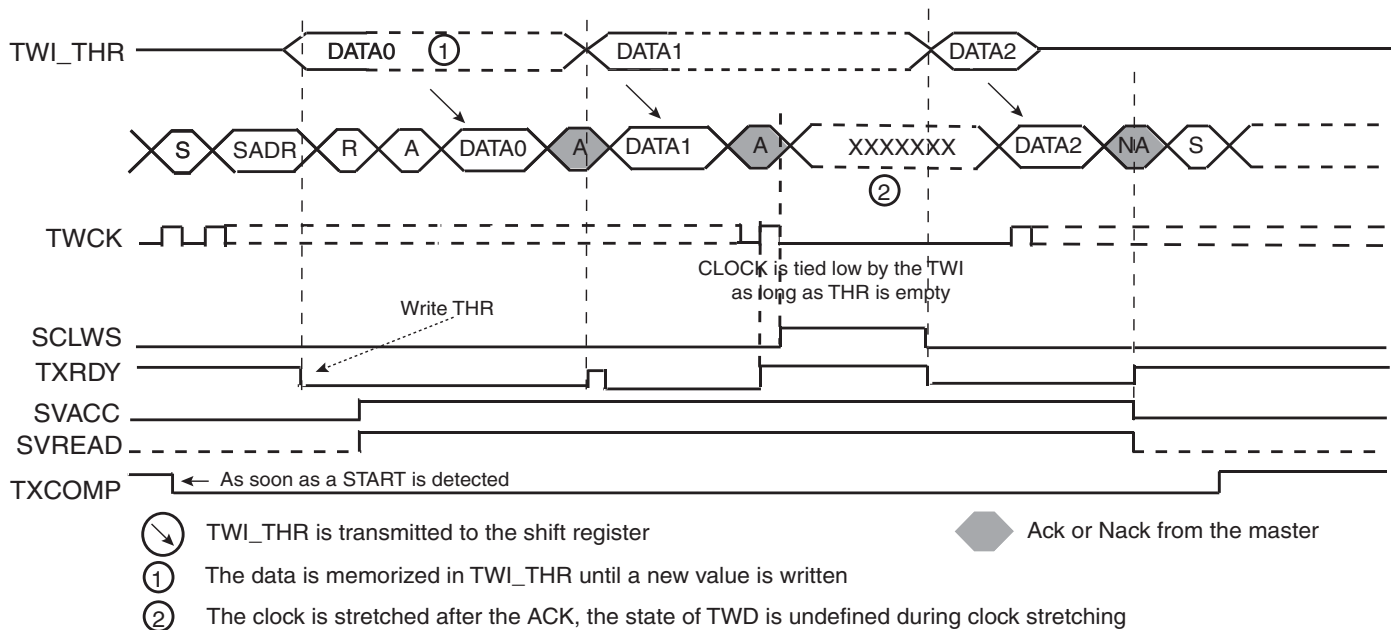 TWI_THR DATA0 1 DATA1 DATA2
S SADR R A DATA0 A DATA1 A XXXXXXX DATA2 NA S
2
TWCK
CLOCK is tied low by the TWI
as long as THR is empty
Write THR
SCLWS
TXRDY
SVACC
SVREAD
TXCOMP As soon as a START is detected
TWI_THR is transmitted to the shift register
Ack or Nack from the master
1 The data is memorized in TWI_THR until a new value is written
2 The clock is stretched after the ACK, the state of TWD is undefined during clock stretching